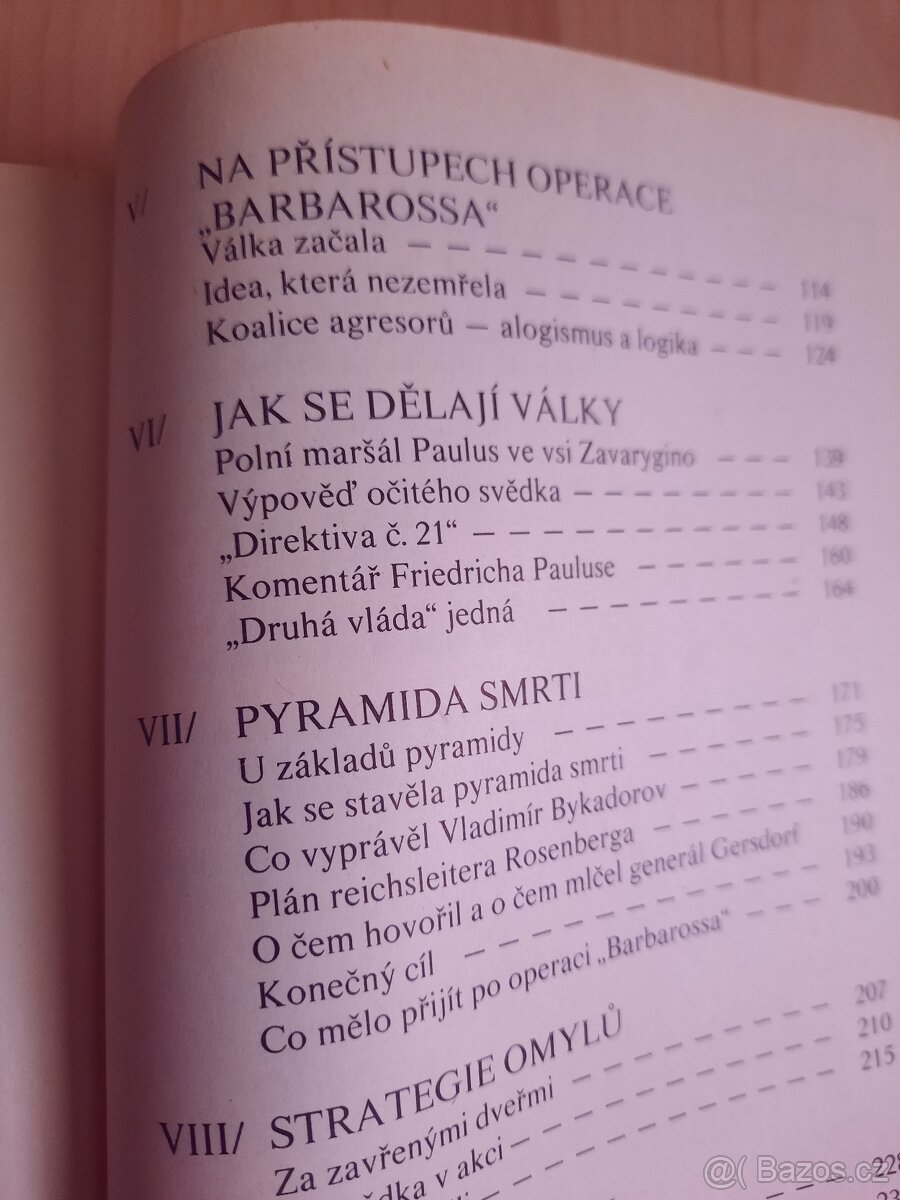 V/ NA PŘÍSTUPECH OPERACE
„BARBAROSSA“
Válka začala – – – – – – – – – – – 114
Idea, která nezemřela – – – – – – – – 119
Koalice agresorů — alogismus a logika – – – 124
VI/ JAK SE DĚLAJÍ VÁLKY
Polní maršál Paulus ve vsi Zavarygino – – – 139
Výpověď očitého svědka – – – – – – – – 143
„Direktiva č. 21“ – – – – – – – – – – – 148
Komentář Friedricha Pauluse – – – – – – 160
„Druhá vláda“ jedná – – – – – – – – – 164
VII/ PYRAMIDA SMRTI
U základů pyramidy – – – – – – – – – 171
Jak se stavěla pyramida smrti – – – – – – 175
Co vyprávěl Vladimír Bykadorov – – – – – 179
Plán reichsleitera Rosenberga – – – – – – 186
O čem hovořil a o čem mlčel generál Gersdorf 190
Konečný cíl – – – – – – – – – – – – – 193
Co mělo přijít po operaci „Barbarossa“ – – – 200
VIII/ STRATEGIE OMYLŮ
Za zavřenými dveřmi – – – – – – – – – 207
v akci – – – – – – – – – – – 210
215
228
@( Bazos.cz